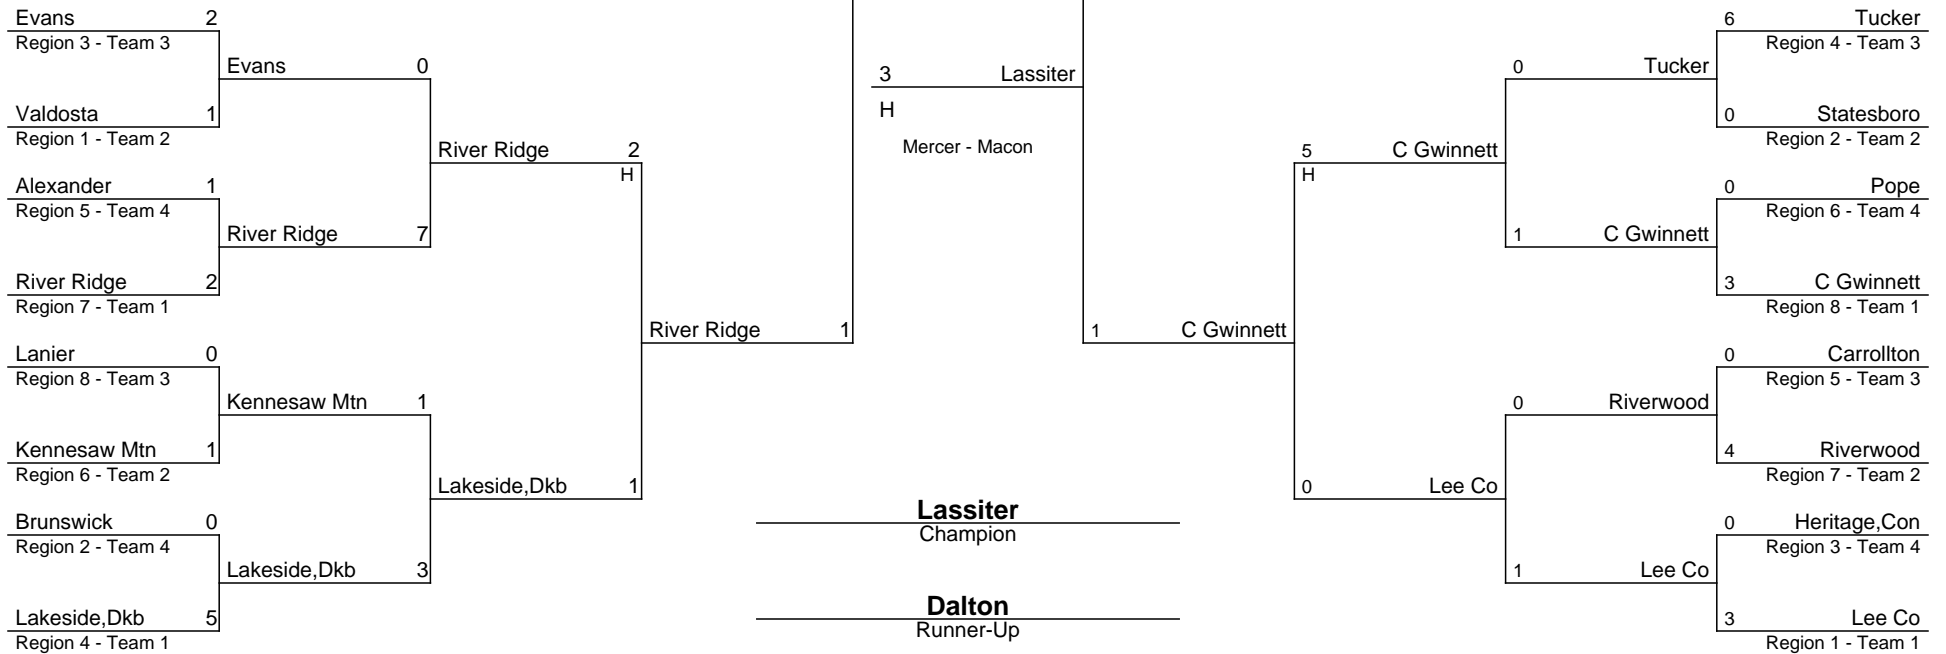 Evans 2
Region 3 - Team 3
Evans 0
Valdosta 1
Region 1 - Team 2
River Ridge 2
H
Alexander 1
Region 5 - Team 4
River Ridge 7
River Ridge 2
Region 7 - Team 1
River Ridge 1
Lanier 0
Region 8 - Team 3
Kennesaw Mtn 1
Kennesaw Mtn 1
Region 6 - Team 2
Lakeside,Dkb 1
Brunswick 0
Region 2 - Team 4
Lakeside,Dkb 3
Lakeside,Dkb 5
Region 4 - Team 1
3 Lassiter
H
Mercer - Macon
Lassiter
Champion
Dalton
Runner-Up
6 Tucker
Region 4 - Team 3
0 Tucker
0 Statesboro
Region 2 - Team 2
5 C Gwinnett
H
0 Pope
Region 6 - Team 4
1 C Gwinnett
3 C Gwinnett
Region 8 - Team 1
1 C Gwinnett
0 Carrollton
Region 5 - Team 3
0 Riverwood
4 Riverwood
Region 7 - Team 2
0 Lee Co
0 Heritage,Con
Region 3 - Team 4
1 Lee Co
3 Lee Co
Region 1 - Team 1